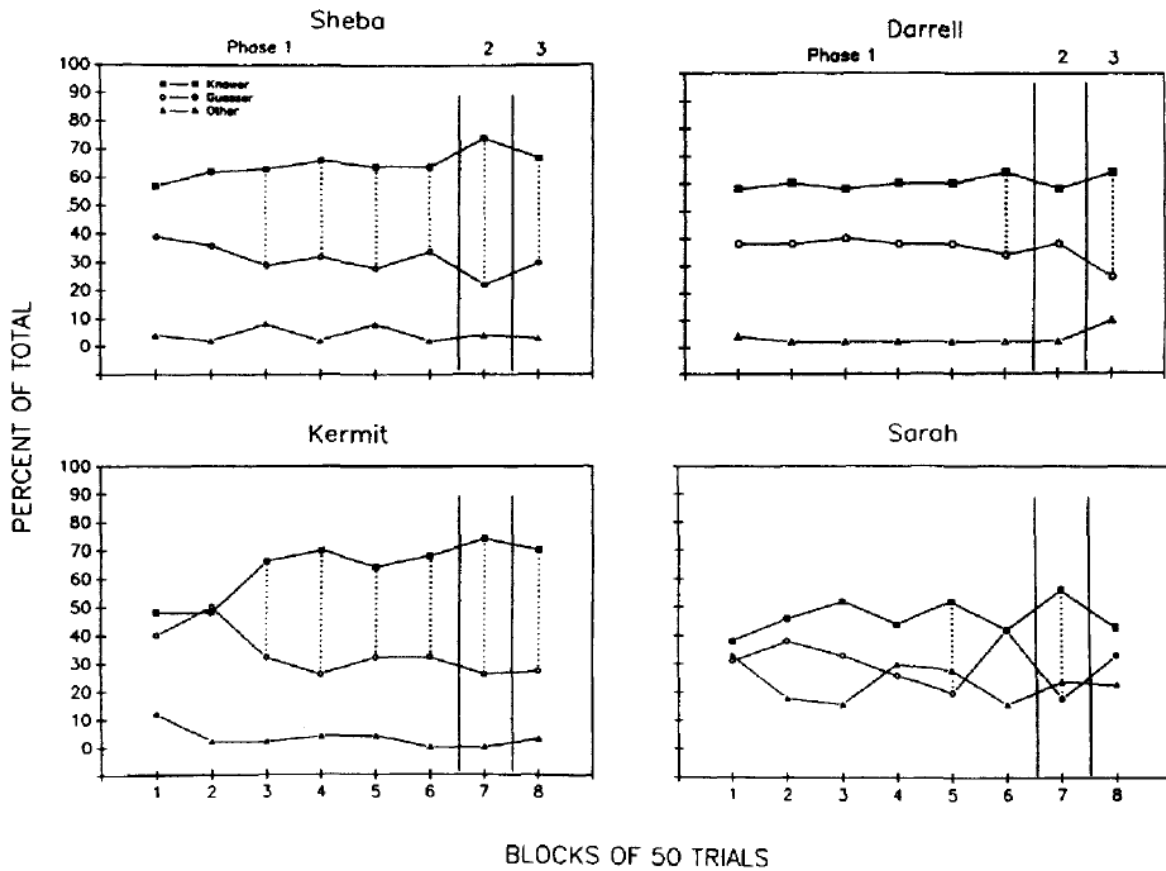 Sheba
Phase 1 2 3
100
90
80
70
60
50
40
30
20
10
0
Knower
Guesser
Other
Darrell
Phase 1 2 3
Kermit
100
90
80
70
60
50
40
30
20
10
0
1 2 3 4 5 6 7 8
Sarah
1 2 3 4 5 6 7 8
PERCENT OF TOTAL
BLOCKS OF 50 TRIALS